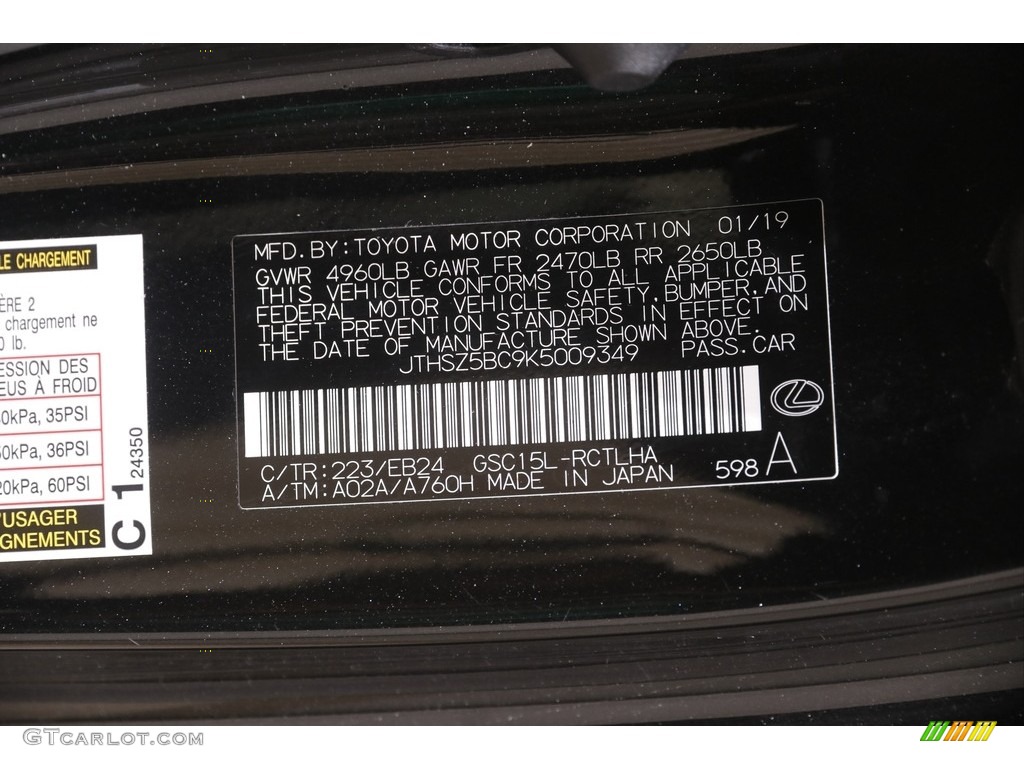 LE CHARGEMENT
ÈRE 2
chargement ne
0 lb.
ESSION DES
EUS À FROID
0kPa, 35PSI
0kPa, 36PSI
20kPa, 60PSI
'USAGER
GNEMENTS
C 1 24350
MFD.BY:TOYOTA MOTOR CORPORATION 01/19
GVWR 4960LB GAWR FR 2470LB RR 2650LB
THIS VEHICLE CONFORMS TO ALL APPLICABLE
FEDERAL MOTOR VEHICLE SAFETY,BUMPER,AND
THEFT PREVENTION STANDARDS IN EFFECT ON
THE DATE OF MANUFACTURE SHOWN ABOVE.
JTHSZ5BC9K5009349 PASS.CAR
C/TR:223/EB24 GSC15L-RCTLHA
A/TM:A02A/A760H MADE IN JAPAN 598 A
GTCarlot.com